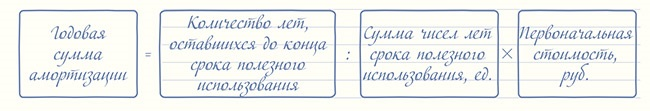 Годовая
сумма
амортизации
=
Количество лет,
оставшихся до конца
срока полезного
использования
:
Сумма чисел лет
срока полезного
использования, ед.
×
Первоначальная
стоимость,
руб.